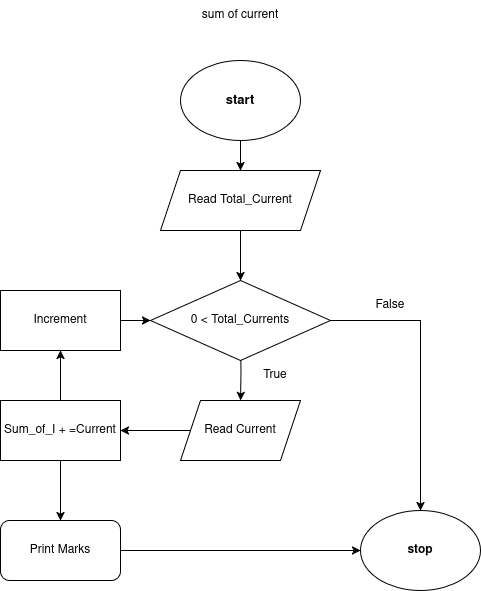 sum of current
start
Read Total_Current
Increment
0 < Total_Currents
False
True
Sum_of_I + =Current
Read Current
Print Marks
stop